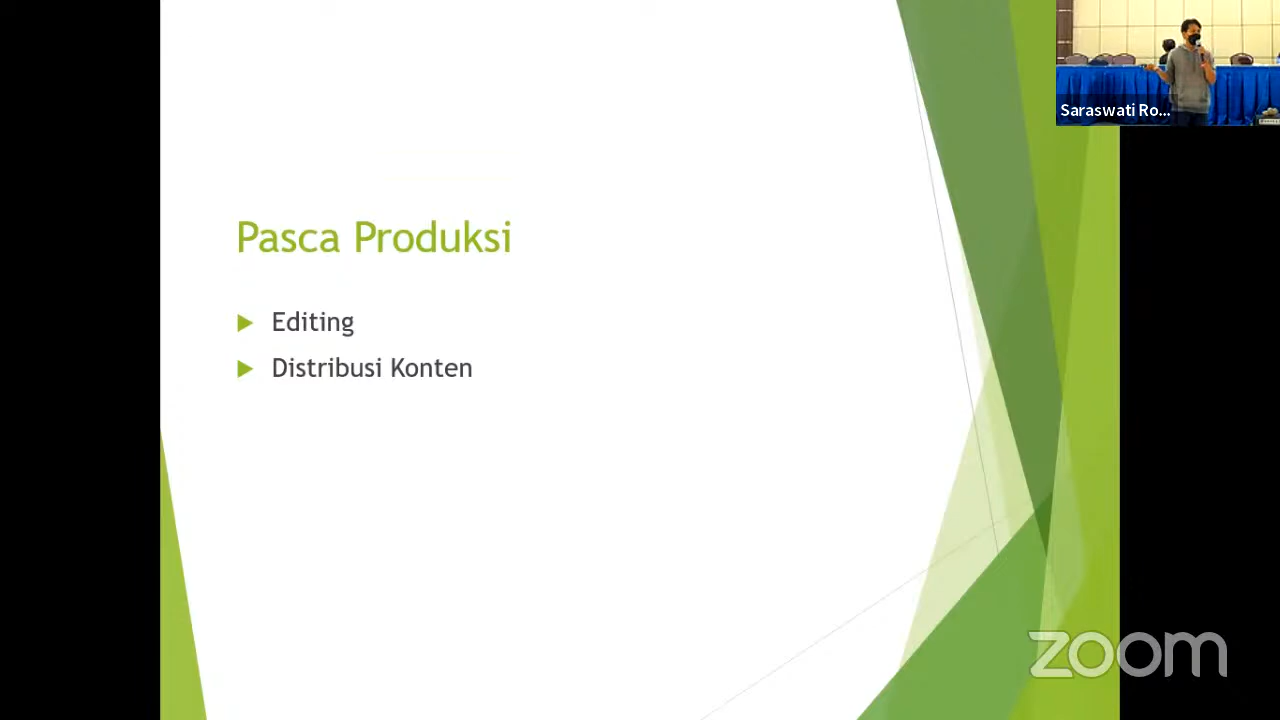 Saraswati Ro...
Pasca Produksi
Editing
Distribusi Konten
zoom